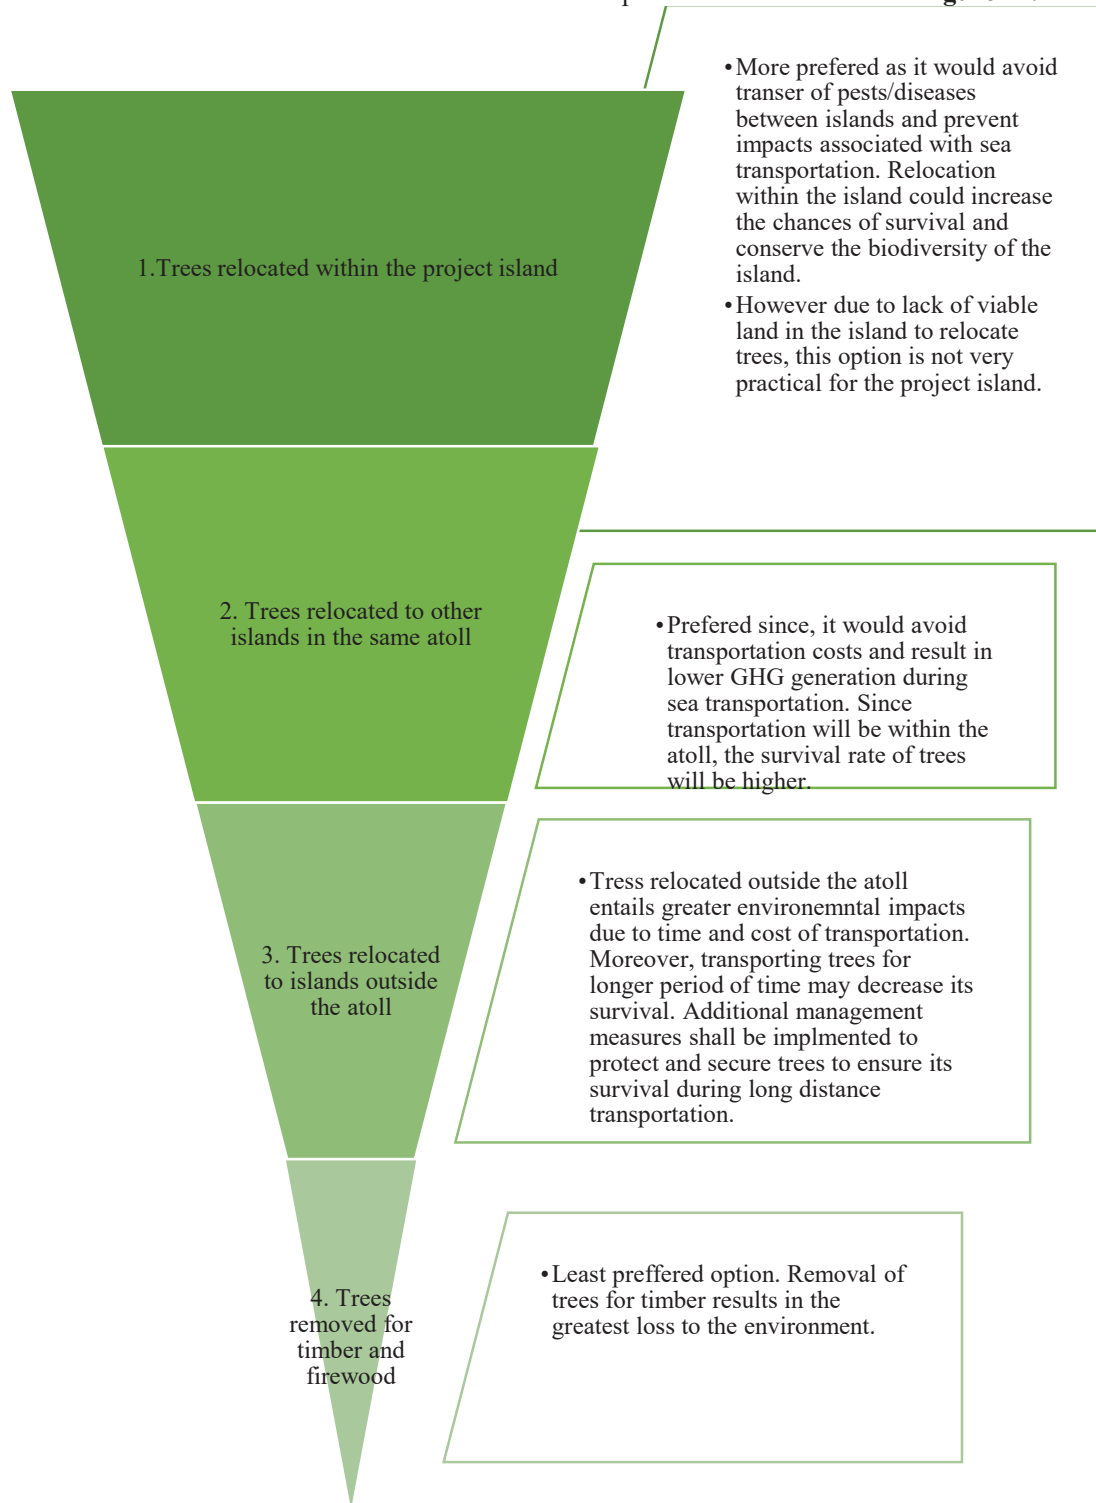 •More prefered as it would avoid
transer of pests/diseases
between islands and prevent
impacts associated with sea
transportation. Relocation
within the island could increase
the chances of survival and
conserve the biodiversity of the
island.
•However due to lack of viable
land in the island to relocate
trees, this option is not very
practical for the project island.
1.Trees relocated within the project island
2. Trees relocated to other
islands in the same atoll
•Prefered since, it would avoid
transportation costs and result in
lower GHG generation during
sea transportation. Since
transportation will be within the
atoll, the survival rate of trees
will be higher.
3. Trees relocated
to islands outside
the atoll
•Tress relocated outside the atoll
entails greater environemntal impacts
due to time and cost of transportation.
Moreover, transporting trees for
longer period of time may decrease its
survival. Additional management
measures shall be implmented to
protect and secure trees to ensure its
survival during long distance
transportation.
4. Trees
removed for
timber and
firewood
•Least preffered option. Removal of
trees for timber results in the
greatest loss to the environment.